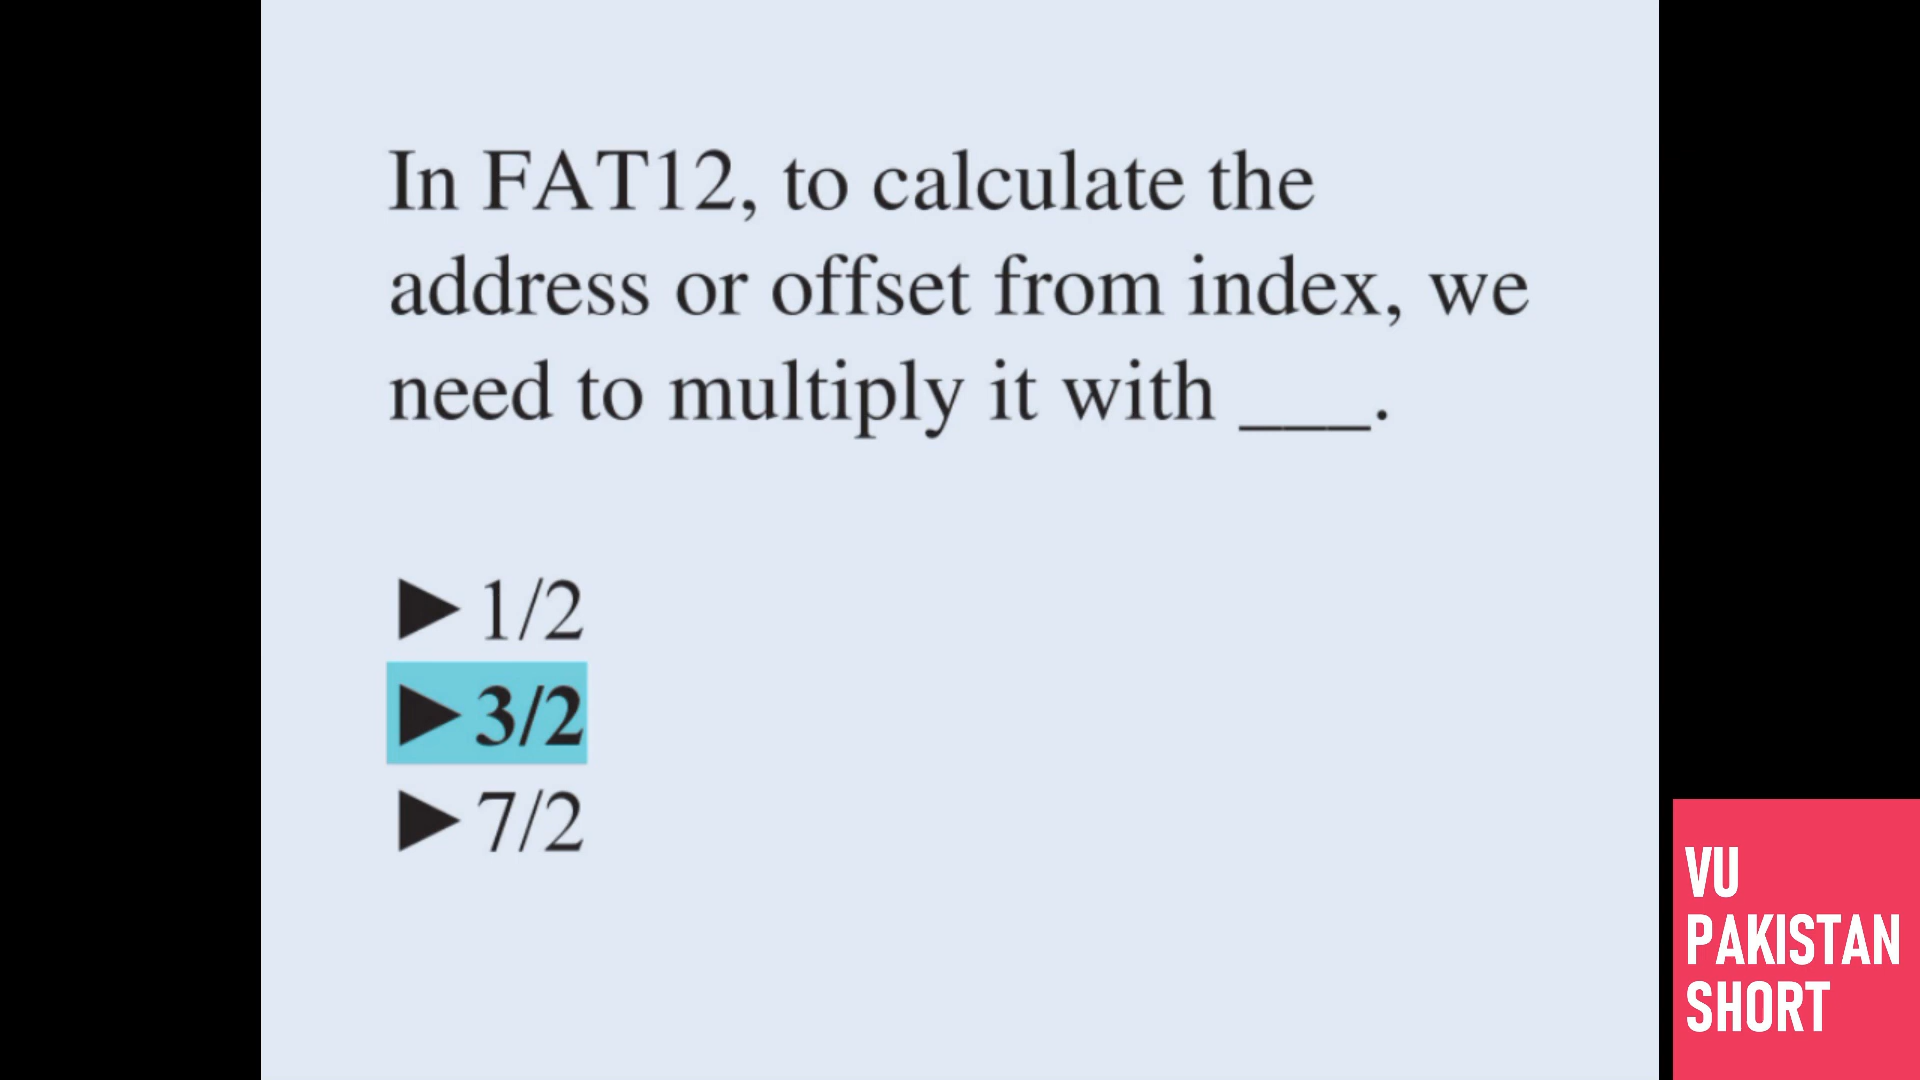 In FAT12, to calculate the
address or offset from index, we
need to multiply it with ___.
► 1/2
► 3/2
► 7/2
VU
PAKISTAN
SHORT